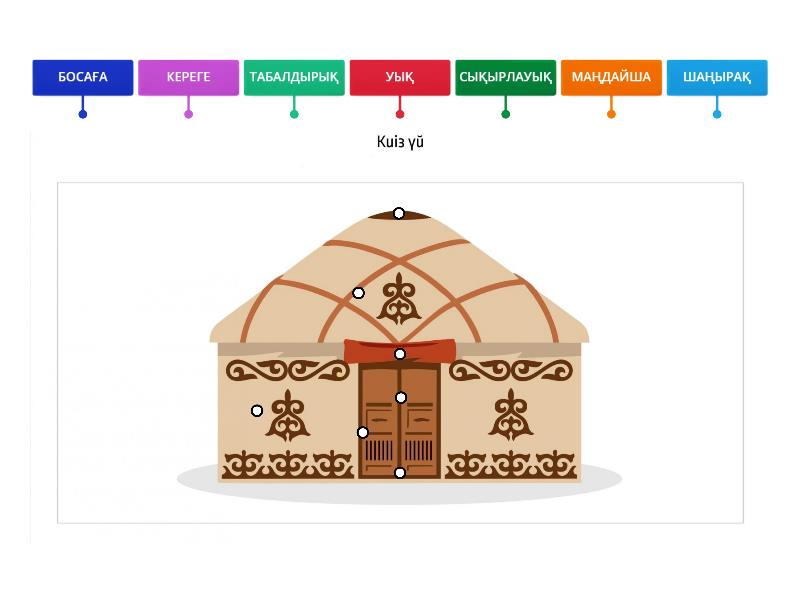 БОСАҒА
КЕРЕГЕ
ТАБАЛДЫРЫҚ
УЫҚ
СЫҚЫРЛАУЫҚ
МАҢДАЙША
ШАҢЫРАҚ
Киіз үй